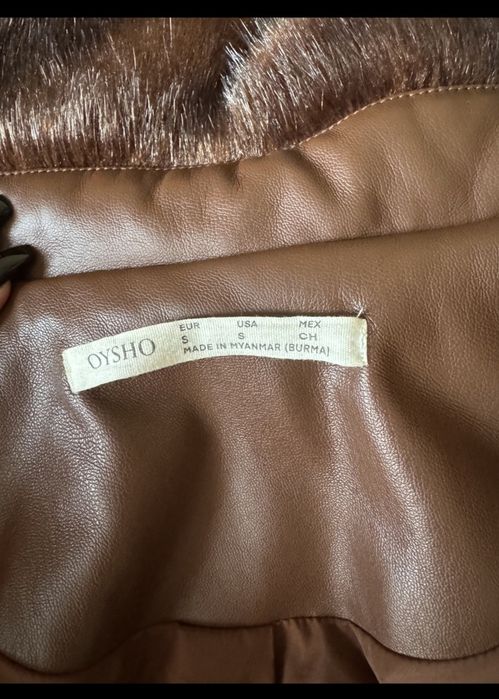 OYSHO
EUR USA MEX
S S CH
MADE IN MYANMAR (BURMA)